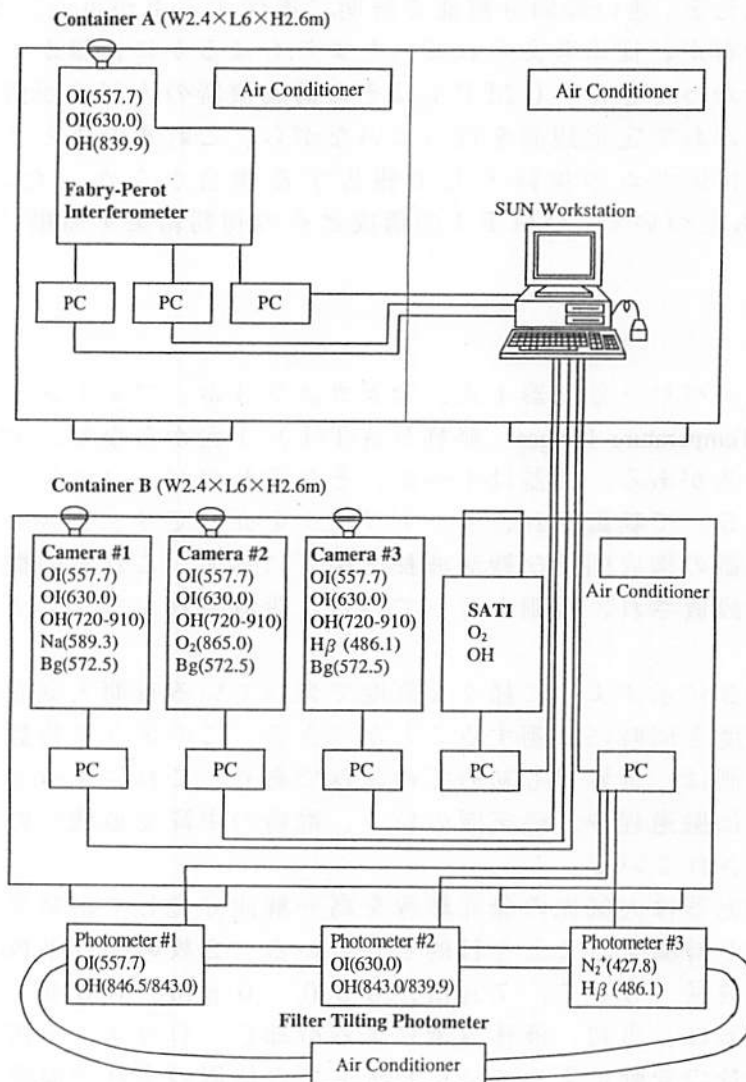 Container A (W2.4×L6×H2.6m)
OI(557.7)
OI(630.0)
OH(839.9)
Fabry-Perot
Interferometer
Air Conditioner
Air Conditioner
SUN Workstation
PC
PC
PC
Container B (W2.4×L6×H2.6m)
Camera #1
OI(557.7)
OI(630.0)
OH(720-910)
Na(589.3)
Bg(572.5)
Camera #2
OI(557.7)
OI(630.0)
OH(720-910)
O₂(865.0)
Bg(572.5)
Camera #3
OI(557.7)
OI(630.0)
OH(720-910)
Hβ (486.1)
Bg(572.5)
SATI
O₂
OH
Air Conditioner
PC
PC
PC
PC
PC
Photometer #1
OI(557.7)
OH(846.5/843.0)
Photometer #2
OI(630.0)
OH(843.0/839.9)
Photometer #3
N₂⁺(427.8)
Hβ (486.1)
Filter Tilting Photometer
Air Conditioner